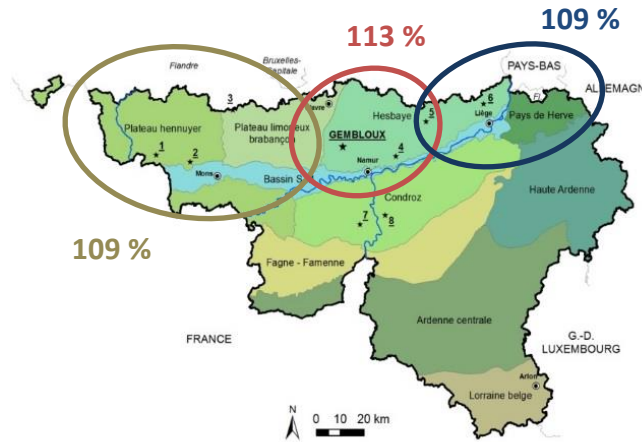 109 %
113 %
PAYS-BAS
Flandre
Bruxelles-
Capitale
ALLEMAGN
3
6
5
Liège
Hesbaye
Pays de Herve
Plateau hennuyer
Plateau limoneux
brabançon
GEMBLOUX
1
2
4
Namur
Mons
Haute Ardenne
Condroz
7
8
109 %
Fagne - Famenne
Ardenne centrale
FRANCE
G.-D.
LUXEMBOURG
Arlon
Lorraine belge
N
0 10 20 km